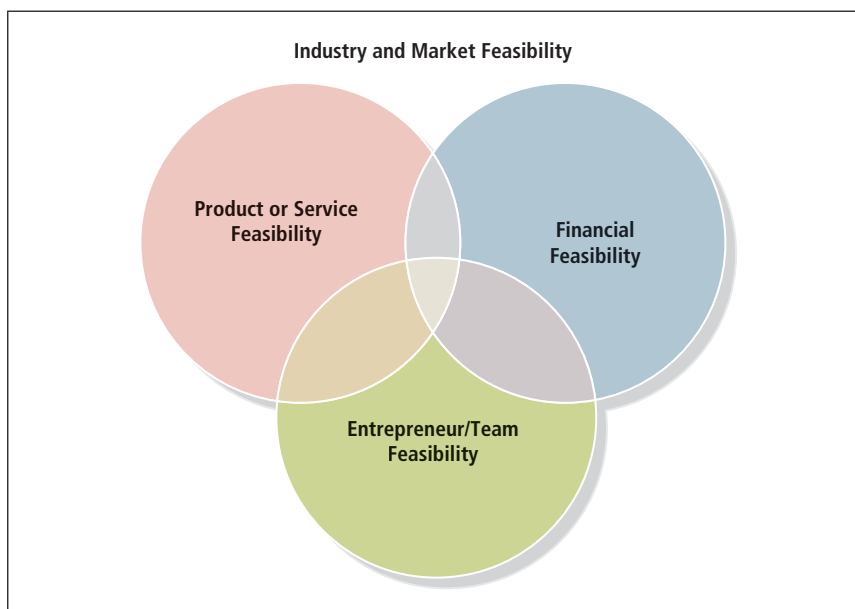 Industry and Market Feasibility
Product or Service
Feasibility
Financial
Feasibility
Entrepreneur/Team
Feasibility